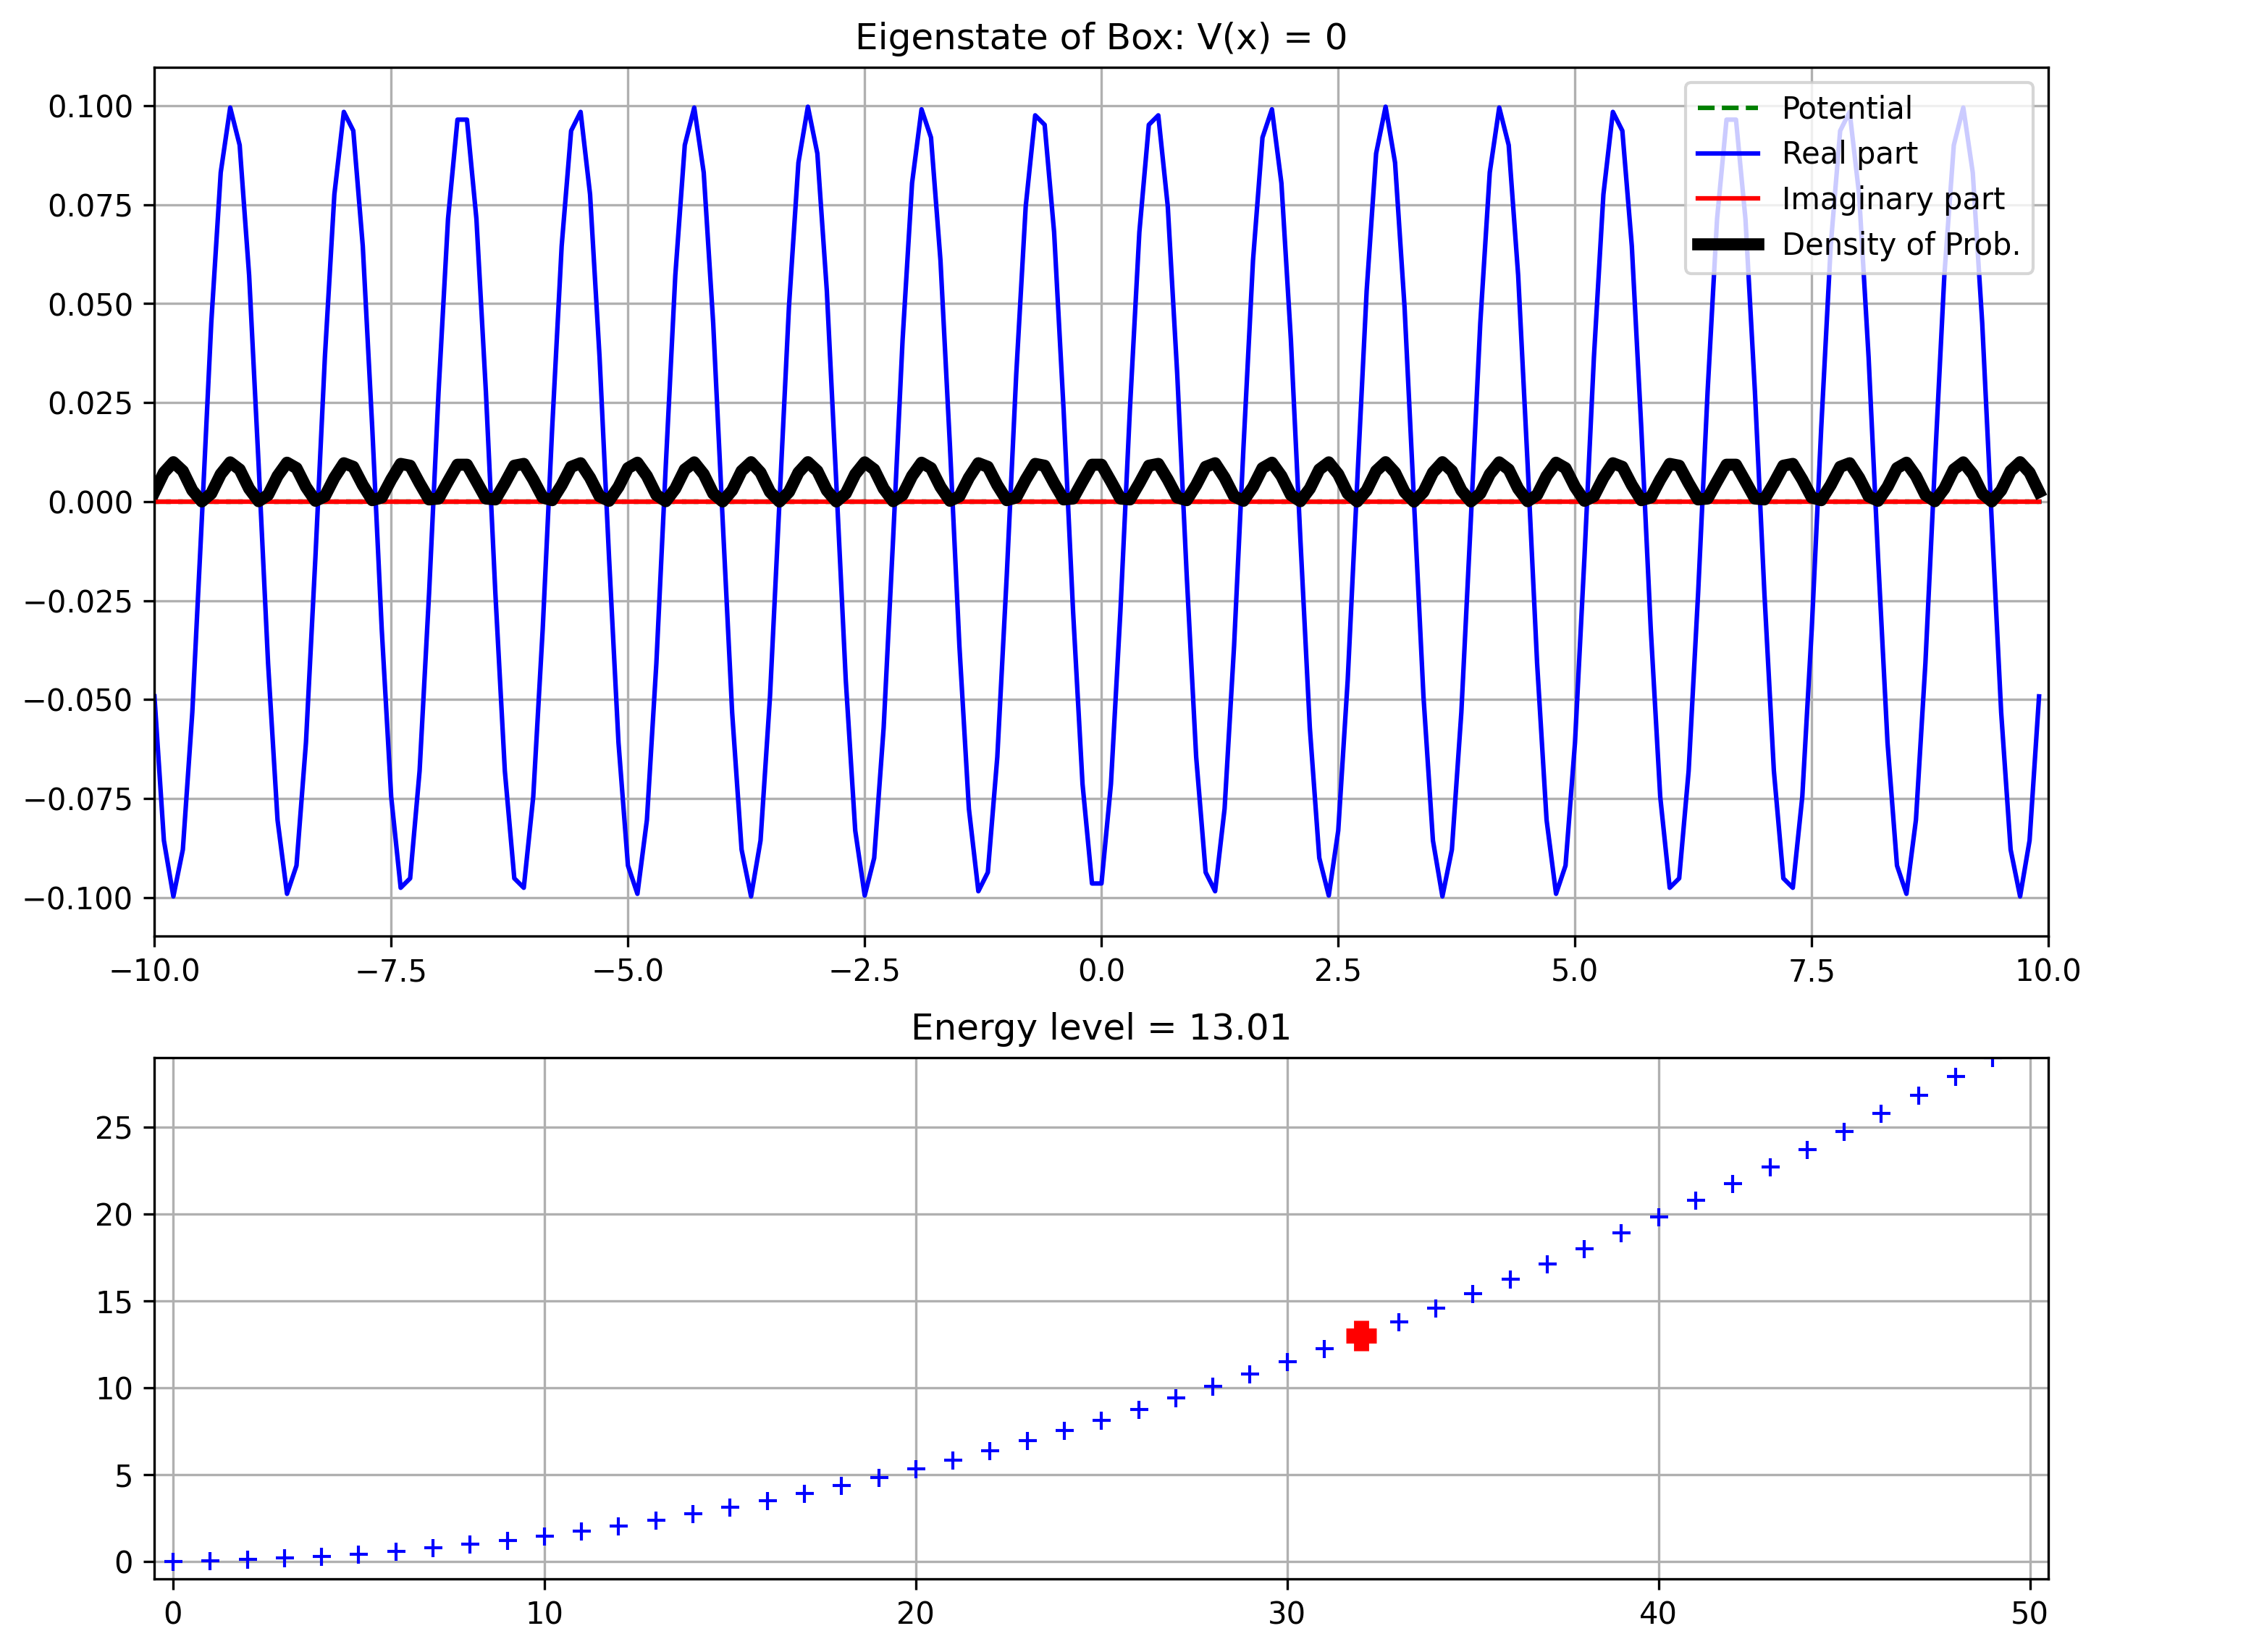 Eigenstate of Box: V(x) = 0
0.100
0.075
0.050
0.025
0.000
−0.025
−0.050
−0.075
−0.100
Potential
Real part
Imaginary part
Density of Prob.
−10.0 −7.5 −5.0 −2.5 0.0 2.5 5.0 7.5 10.0
Energy level = 13.01
25
20
15
10
5
0
0 10 20 30 40 50